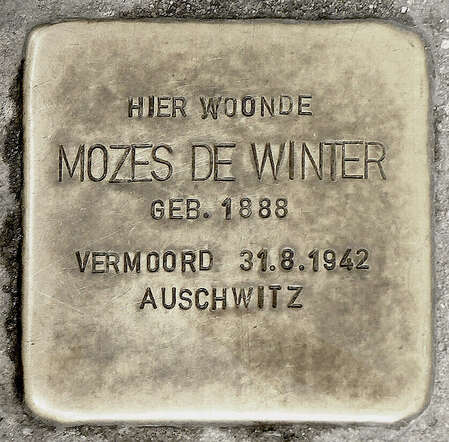 HIER WOONDE
MOZES DE WINTER
GEB. 1888
VERMOORD 31.8.1942
AUSCHWITZ